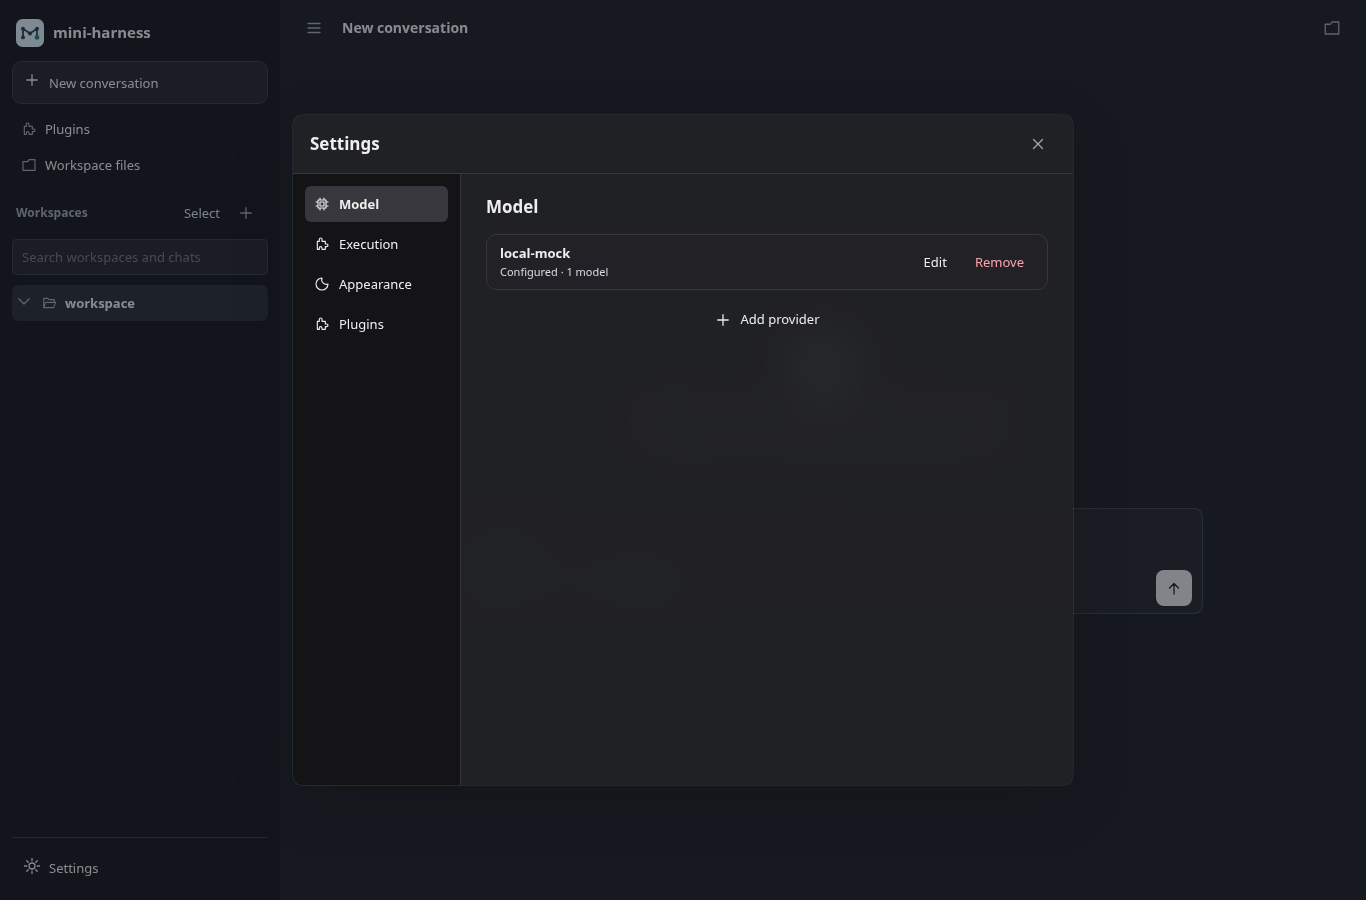 mini-harness
New conversation
New conversation
Plugins
Workspace files
Workspaces
Select
Search workspaces and chats
workspace
Settings
Settings
Model
Execution
Appearance
Plugins
Model
local-mock
Configured · 1 model
Edit
Remove
Add provider